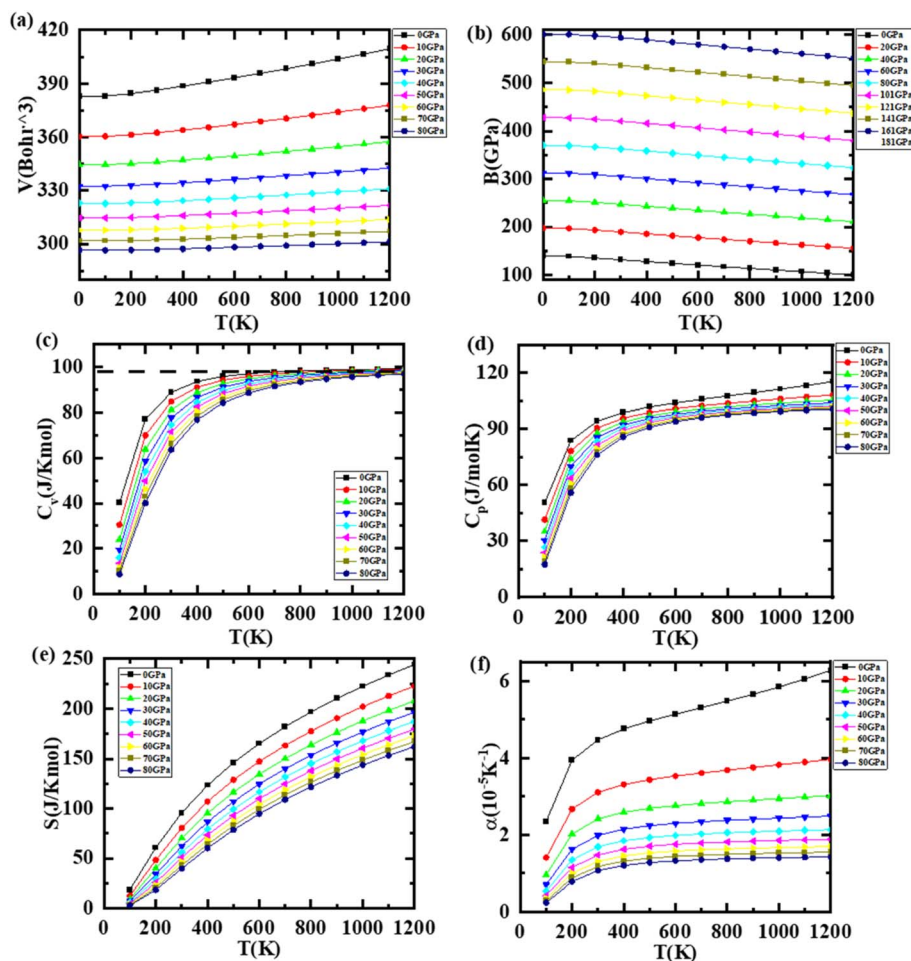 (a)
V(Bohr^3)
420
390
360
330
300
0 200 400 600 800 1000 1200
T(K)
0GPa
10GPa
20GPa
30GPa
40GPa
50GPa
60GPa
70GPa
80GPa
(b)
B(GPa)
600
500
400
300
200
100
0 200 400 600 800 1000 1200
T(K)
0GPa
20GPa
40GPa
60GPa
80GPa
101GPa
121GPa
141GPa
161GPa
181GPa
(c)
Cv(J/Kmol)
100
80
60
40
20
0
0 200 400 600 800 1000 1200
T(K)
0GPa
10GPa
20GPa
30GPa
40GPa
50GPa
60GPa
70GPa
80GPa
(d)
Cp(J/molK)
120
90
60
30
0
0 200 400 600 800 1000 1200
T(K)
0GPa
10GPa
20GPa
30GPa
40GPa
50GPa
60GPa
70GPa
80GPa
(e)
S(J/Kmol)
250
200
150
100
50
0
0 200 400 600 800 1000 1200
T(K)
0GPa
10GPa
20GPa
30GPa
40GPa
50GPa
60GPa
70GPa
80GPa
(f)
α(10⁻⁵K⁻¹)
6
4
2
0
0 200 400 600 800 1000 1200
T(K)
0GPa
10GPa
20GPa
30GPa
40GPa
50GPa
60GPa
70GPa
80GPa